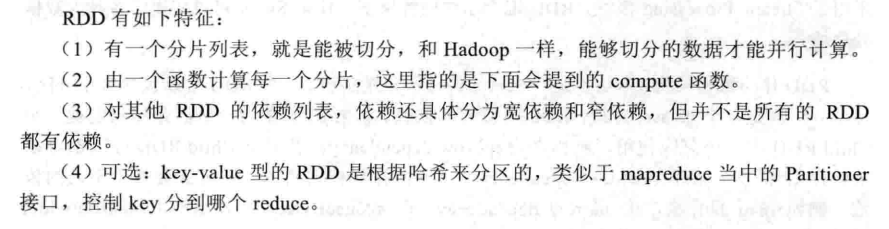 RDD 有如下特征：
（1）有一个分片列表，就是能被切分，和 Hadoop 一样，能够切分的数据才能并行计算。
（2）由一个函数计算每一个分片，这里指的是下面会提到的 compute 函数。
（3）对其他 RDD 的依赖列表，依赖还具体分为宽依赖和窄依赖，但并不是所有的 RDD
都有依赖。
（4）可选：key-value 型的 RDD 是根据哈希来分区的，类似于 mapreduce 当中的 Paritioner
接口，控制 key 分到哪个 reduce。